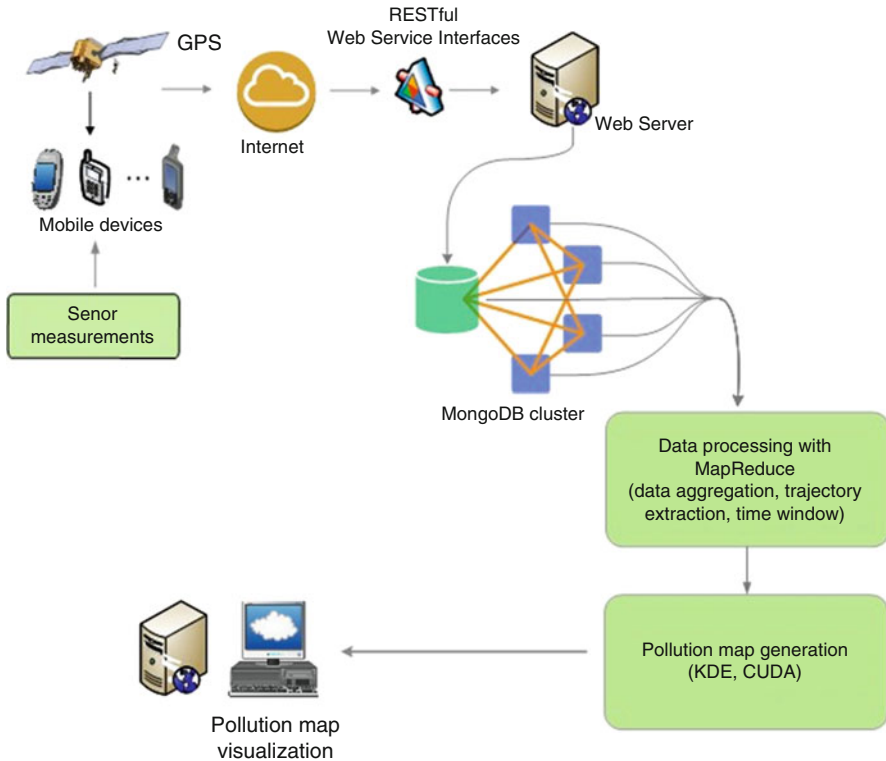 GPS
RESTful
Web Service Interfaces
Internet
Web Server
Mobile devices
Senor
measurements
MongoDB cluster
Data processing with
MapReduce
(data aggregation, trajectory
extraction, time window)
Pollution map generation
(KDE, CUDA)
Pollution map
visualization